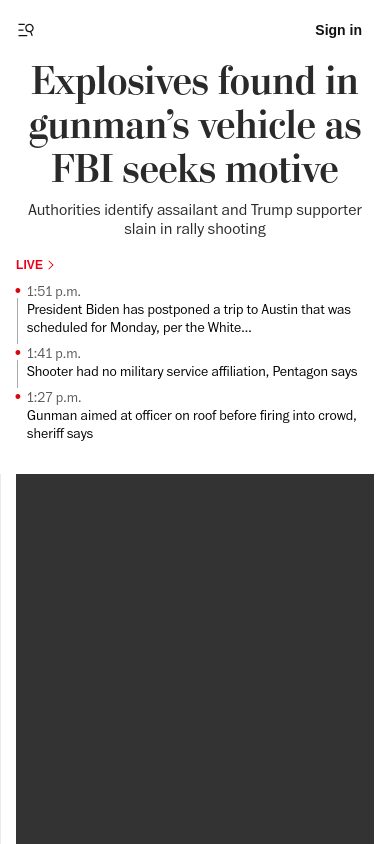 Sign in
Explosives found in
gunman’s vehicle as
FBI seeks motive
Authorities identify assailant and Trump supporter
slain in rally shooting
LIVE
1:51 p.m.
President Biden has postponed a trip to Austin that was
scheduled for Monday, per the White...
1:41 p.m.
Shooter had no military service affiliation, Pentagon says
1:27 p.m.
Gunman aimed at officer on roof before firing into crowd,
sheriff says